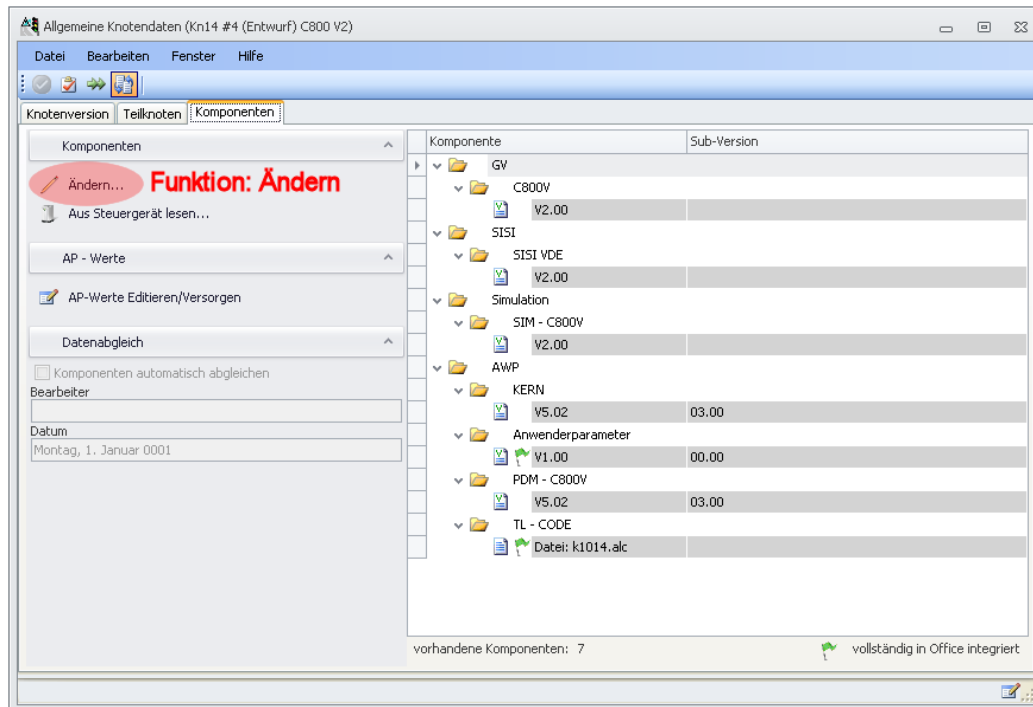 Allgemeine Knotendaten (Kn14 #4 (Entwurf) C800 V2)
Datei Bearbeiten Fenster Hilfe
Knotenversion Teilknoten Komponenten
Komponenten
Ändern... Funktion: Ändern
Aus Steuergerät lesen...
AP - Werte
AP-Werte Editieren/Versorgen
Datenabgleich
Komponenten automatisch abgleichen
Bearbeiter
Datum
Montag, 1. Januar 0001
Komponente Sub-Version
GV
C800V
V2.00
SISI
SISI VDE
V2.00
Simulation
SIM - C800V
V2.00
AWP
KERN
V5.02 03.00
Anwenderparameter
V1.00 00.00
PDM - C800V
V5.02 03.00
TL - CODE
Datei: k1014.alc
vorhandene Komponenten: 7 vollständig in Office integriert